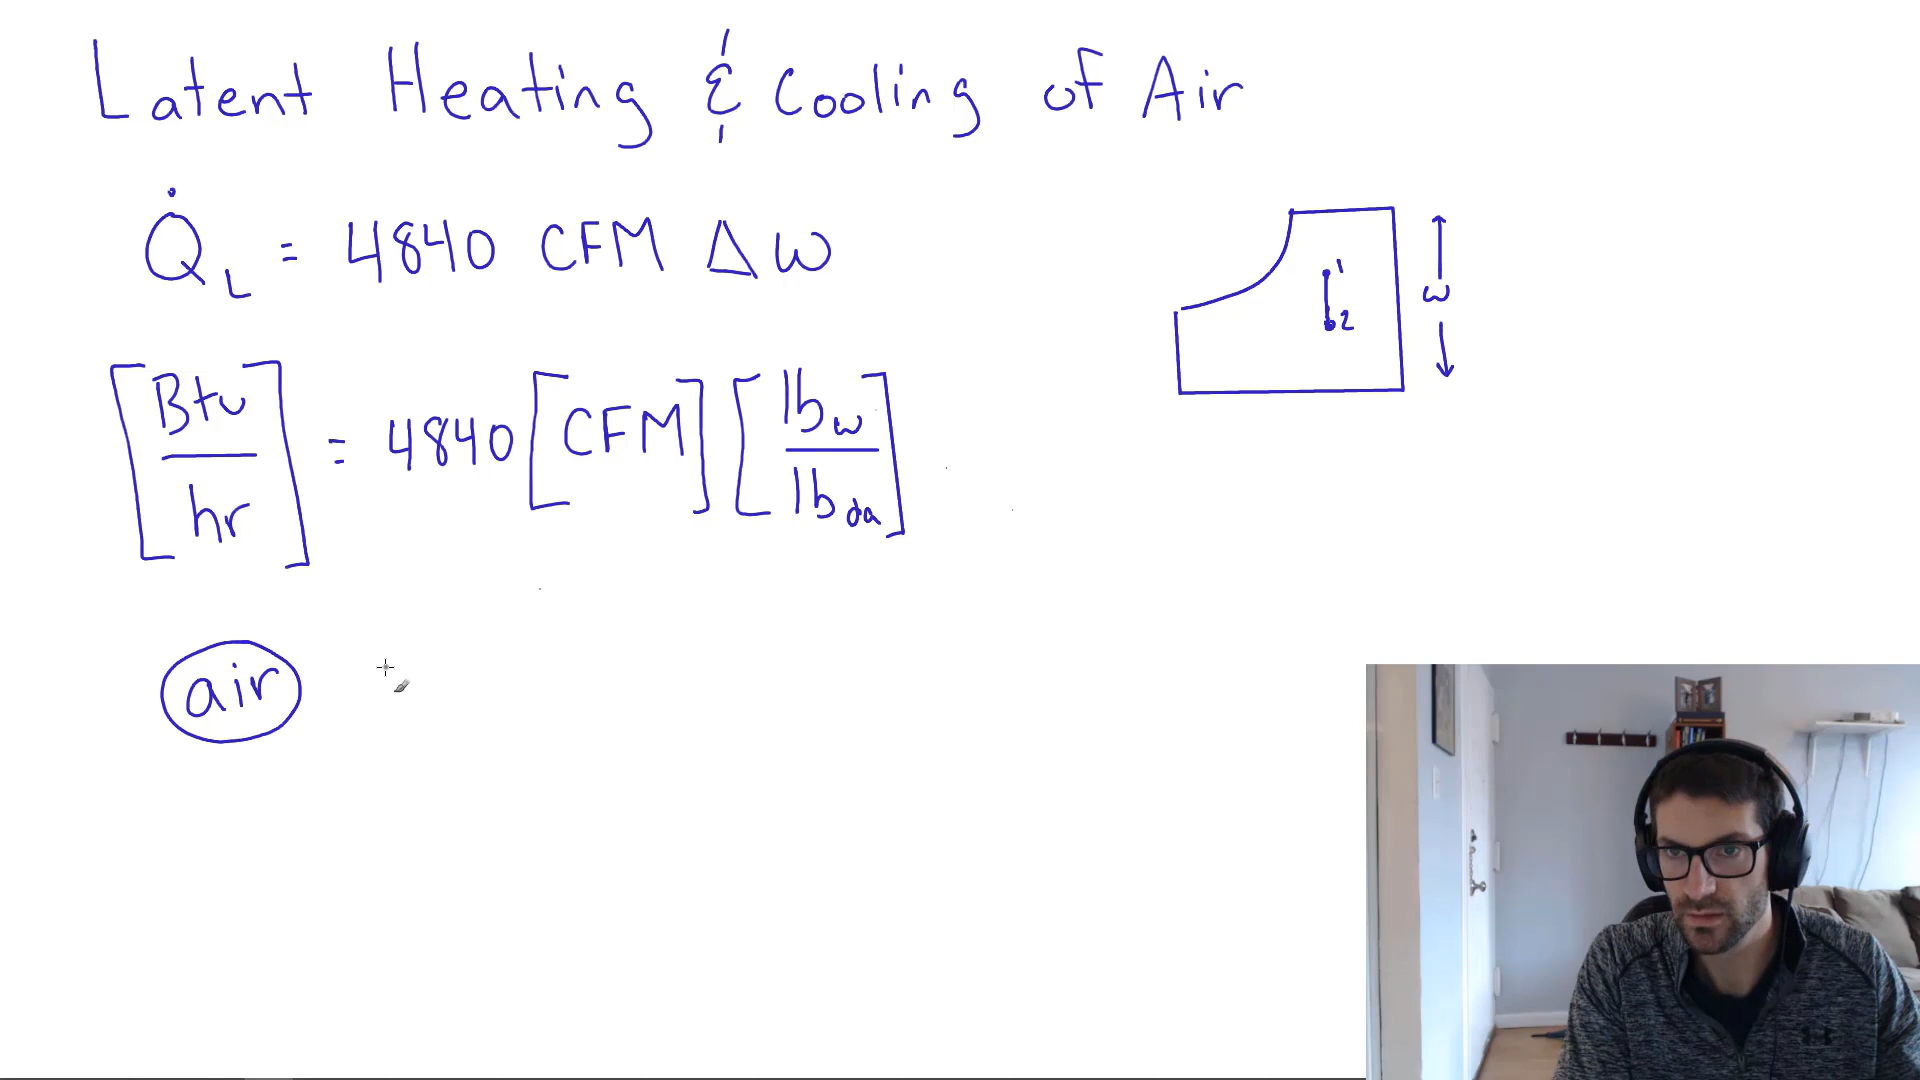 Latent Heating & Cooling of Air
Q̇L = 4840 CFM Δω
[Btu/hr] = 4840 [CFM] [lbw/lbda]
1
2
ω
air